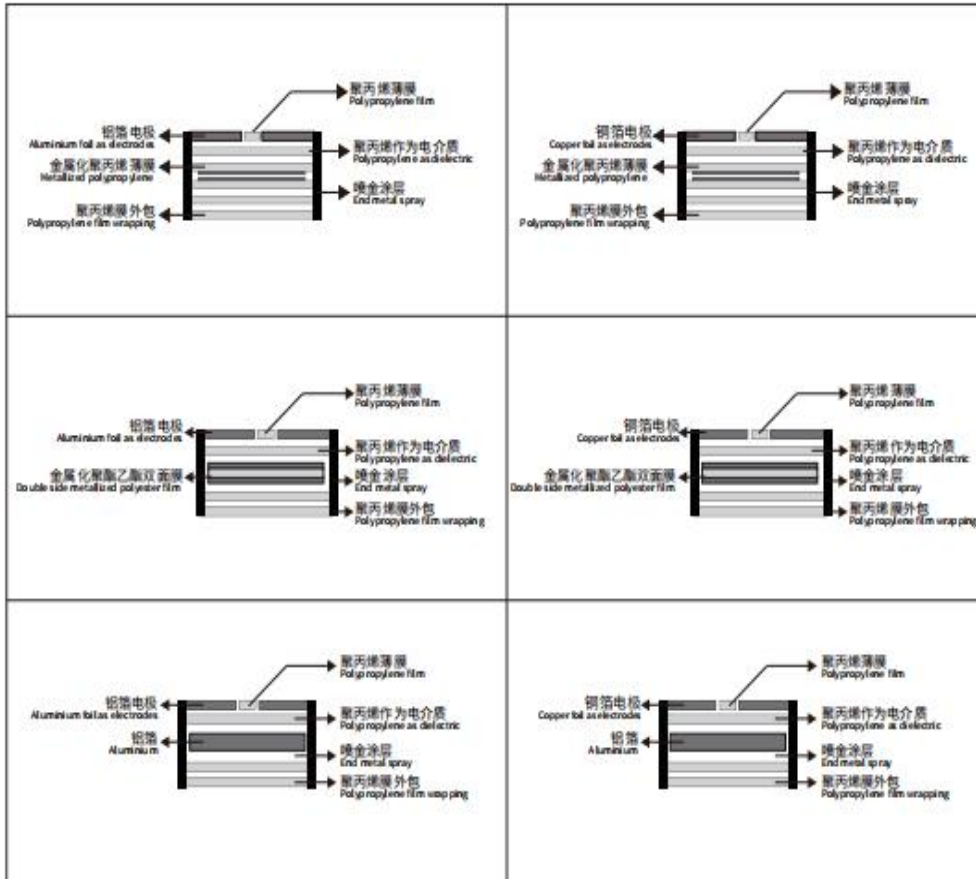 聚丙烯薄膜
Polypropylene film
铝箔电极
Aluminium foil as electrodes
聚丙烯作为电介质
Polypropylene as dielectric
金属化聚丙烯薄膜
Metallized polypropylene
喷金涂层
End metal spray
聚丙烯膜外包
Polypropylene film wrapping
聚丙烯薄膜
Polypropylene film
铜箔电极
Copper foil as electrodes
聚丙烯作为电介质
Polypropylene as dielectric
金属化聚丙烯薄膜
Metallized polypropylene
喷金涂层
End metal spray
聚丙烯膜外包
Polypropylene film wrapping
聚丙烯薄膜
Polypropylene film
铝箔电极
Aluminium foil as electrodes
聚丙烯作为电介质
Polypropylene as dielectric
金属化聚酯乙酯双面膜
Double side metallized polyester film
喷金涂层
End metal spray
聚丙烯膜外包
Polypropylene film wrapping
聚丙烯薄膜
Polypropylene film
铜箔电极
Copper foil as electrodes
聚丙烯作为电介质
Polypropylene as dielectric
金属化聚酯乙酯双面膜
Double side metallized polyester film
喷金涂层
End metal spray
聚丙烯膜外包
Polypropylene film wrapping
聚丙烯薄膜
Polypropylene film
铝箔电极
Aluminium foil as electrodes
聚丙烯作为电介质
Polypropylene as dielectric
铝箔
Aluminium
喷金涂层
End metal spray
聚丙烯膜外包
Polypropylene film wrapping
聚丙烯薄膜
Polypropylene film
铜箔电极
Copper foil as electrodes
聚丙烯作为电介质
Polypropylene as dielectric
铝箔
Aluminium
喷金涂层
End metal spray
聚丙烯膜外包
Polypropylene film wrapping